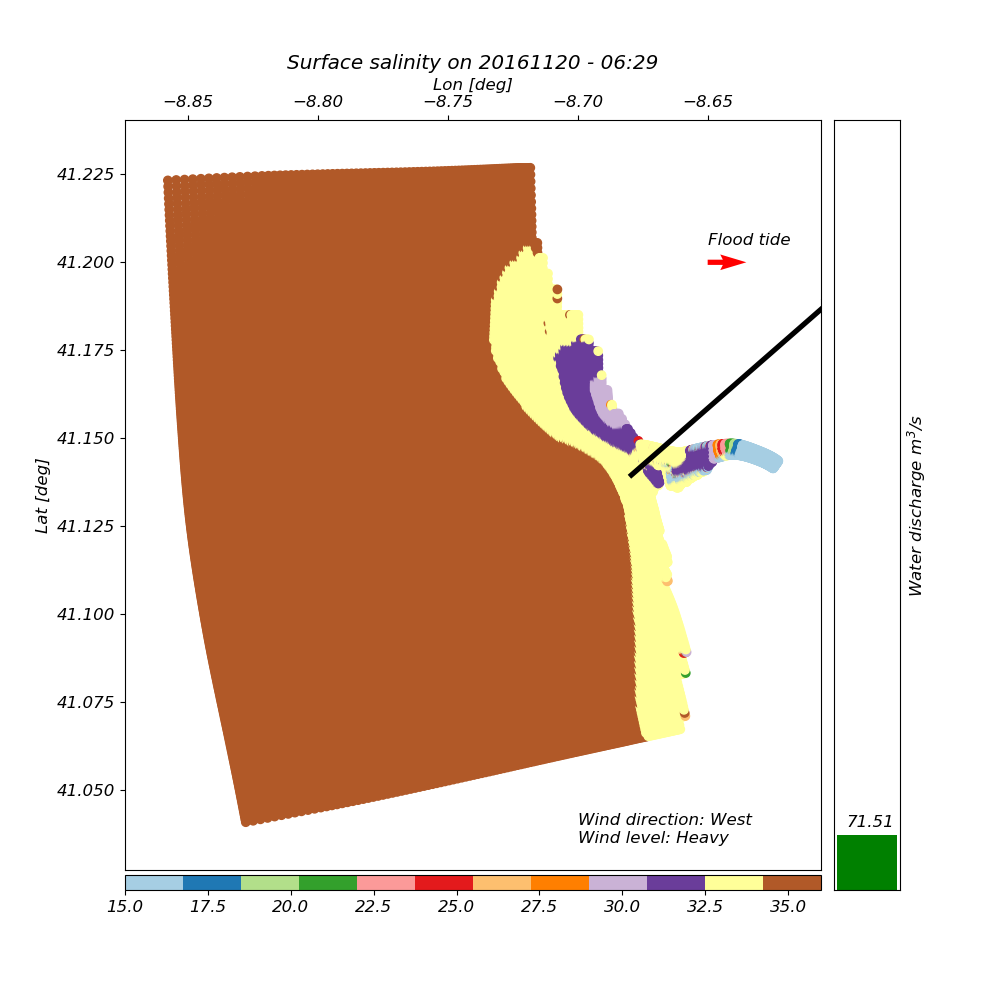 Surface salinity on 20161120 - 06:29
Lon [deg]
−8.85 −8.80 −8.75 −8.70 −8.65
41.225
41.200
41.175
41.150
41.125
41.100
41.075
41.050
Lat [deg]
Flood tide
Wind direction: West
Wind level: Heavy
15.0 17.5 20.0 22.5 25.0 27.5 30.0 32.5 35.0
71.51
Water discharge m³/s